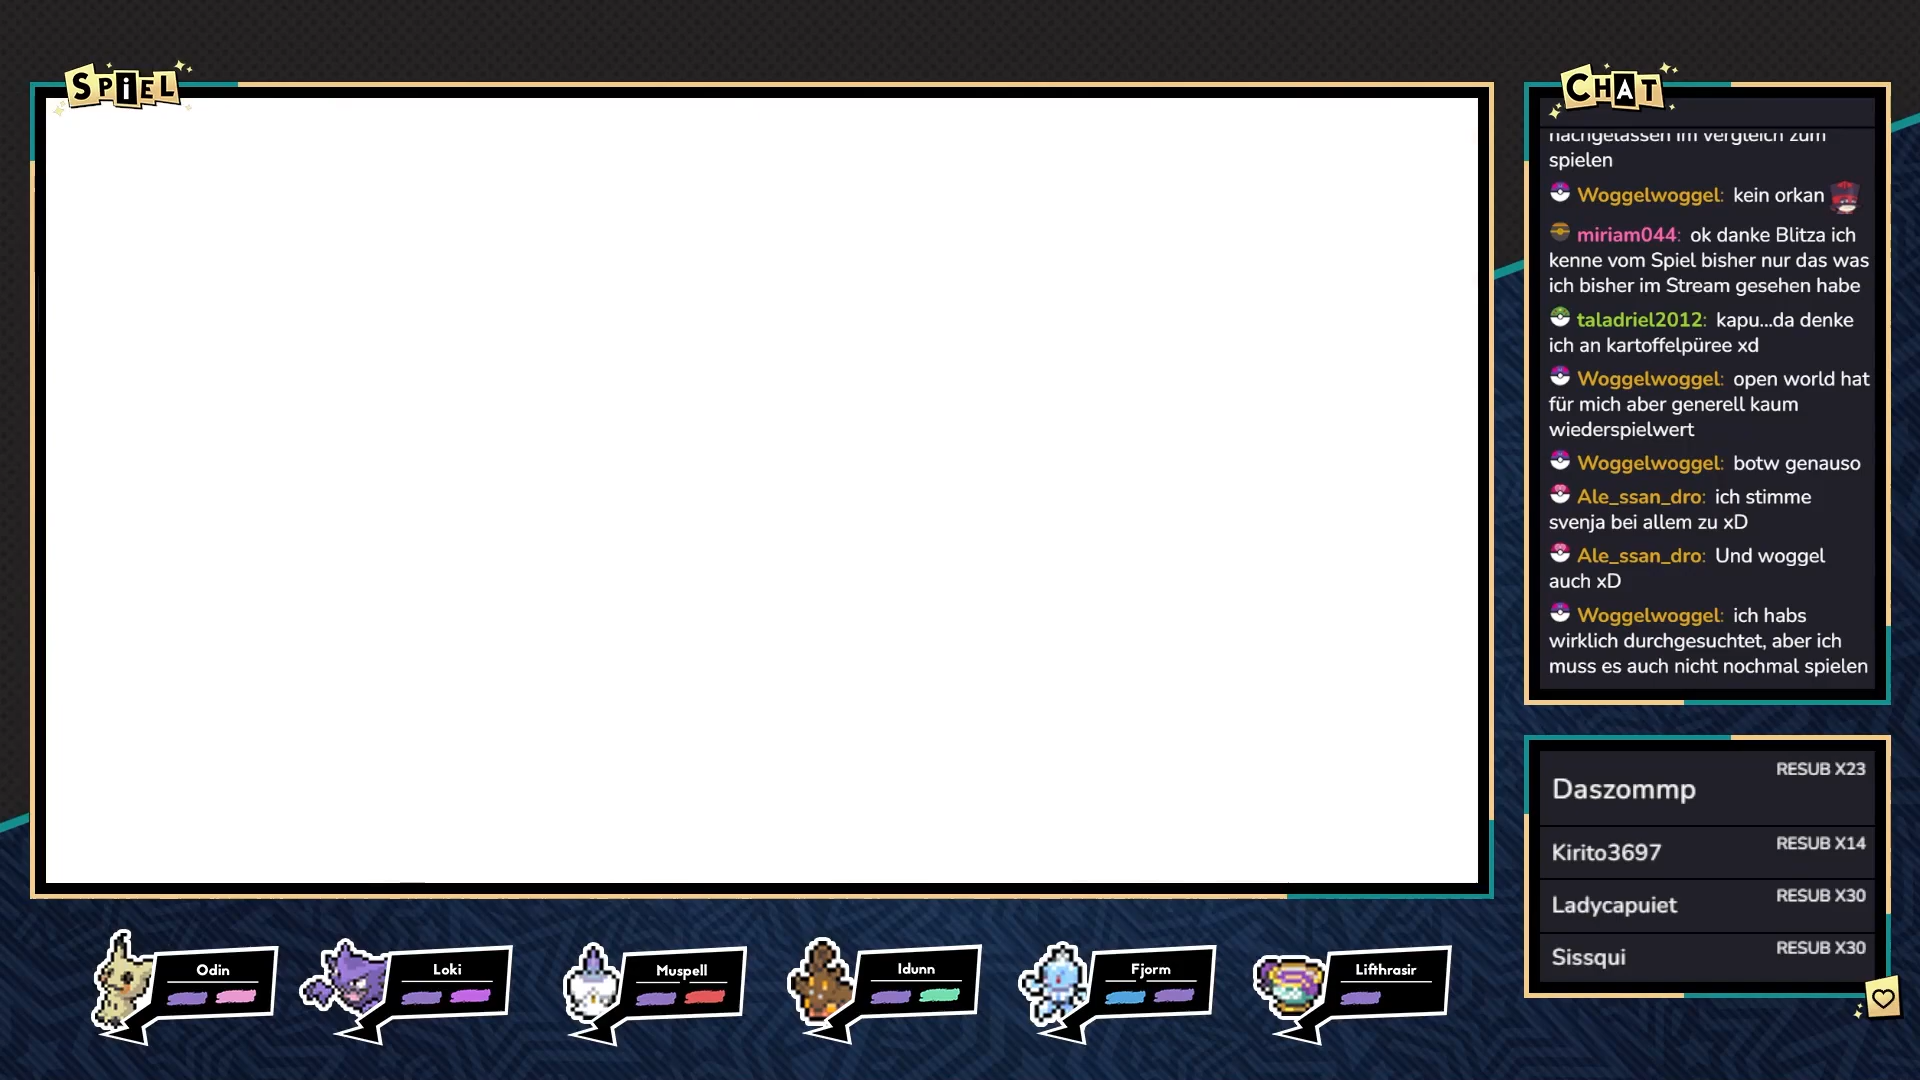 SPiEL
CHAT
nachgelassen im vergleich zum
spielen
Woggelwoggel: kein orkan
miriam044: ok danke Blitza ich
kenne vom Spiel bisher nur das was
ich bisher im Stream gesehen habe
taladriel2012: kapu...da denke
ich an kartoffelpüree xd
Woggelwoggel: open world hat
für mich aber generell kaum
wiederspielwert
Woggelwoggel: botw genauso
Ale_ssan_dro: ich stimme
svenja bei allem zu xD
Ale_ssan_dro: Und woggel
auch xD
Woggelwoggel: ich habs
wirklich durchgesuchtet, aber ich
muss es auch nicht nochmal spielen
RESUB X23
Daszommp
Kirito3697 RESUB X14
Ladycapuiet RESUB X30
Sissqui RESUB X30
Odin
Loki
Muspell
Idunn
Fjorm
Lifthrasir